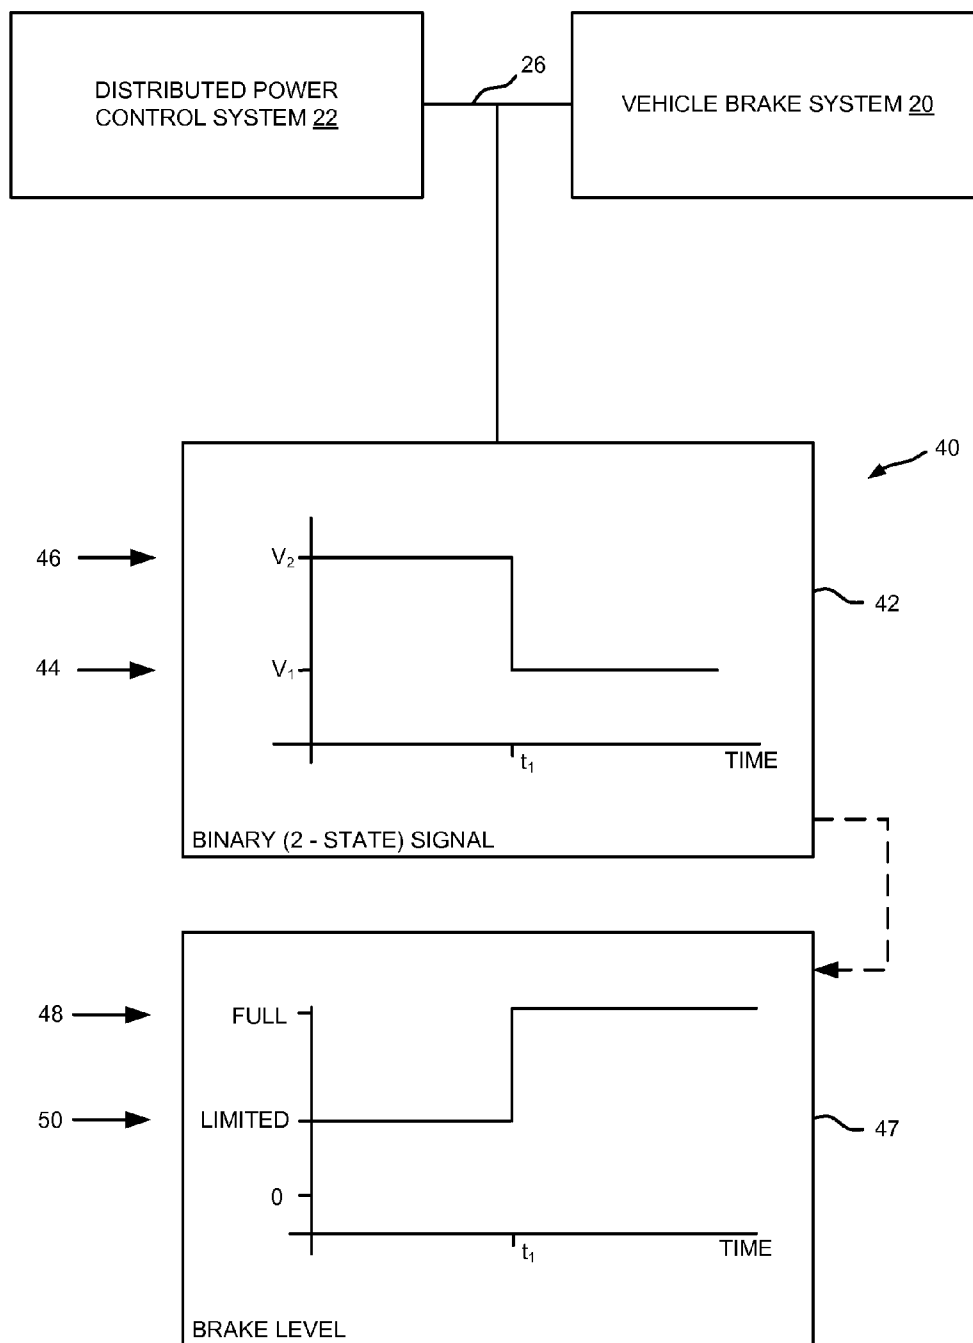 DISTRIBUTED POWER
CONTROL SYSTEM 22
26
VEHICLE BRAKE SYSTEM 20
40
46
V2
42
44
V1
t1
TIME
BINARY (2 - STATE) SIGNAL
48
FULL
50
LIMITED
47
0
t1
TIME
BRAKE LEVEL